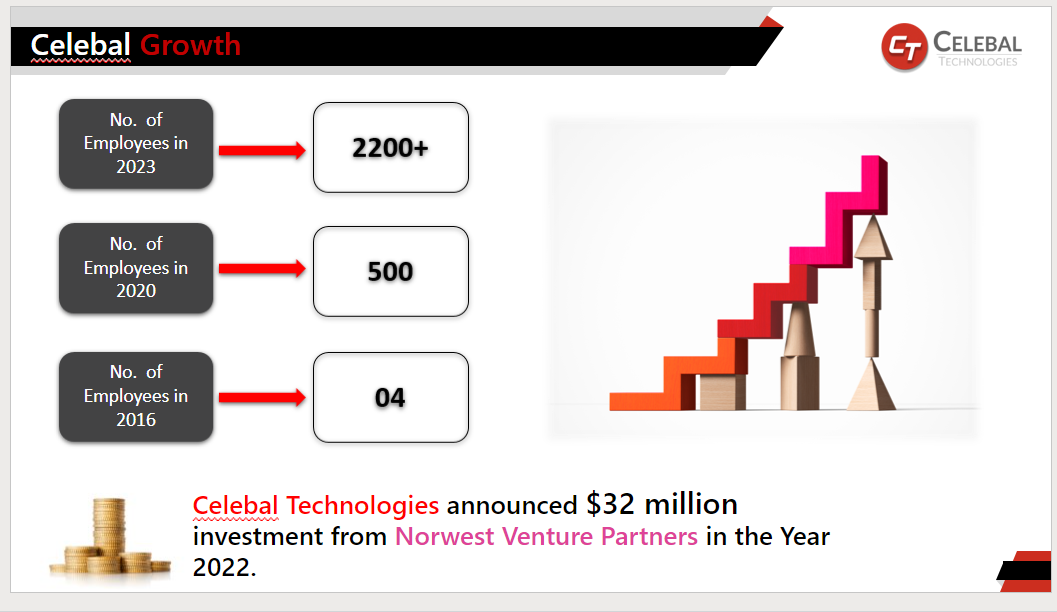 Celebal Growth
CELEBAL
TECHNOLOGIES
No. of
Employees in
2023
2200+
No. of
Employees in
2020
500
No. of
Employees in
2016
04
Celebal Technologies announced $32 million
investment from Norwest Venture Partners in the Year
2022.